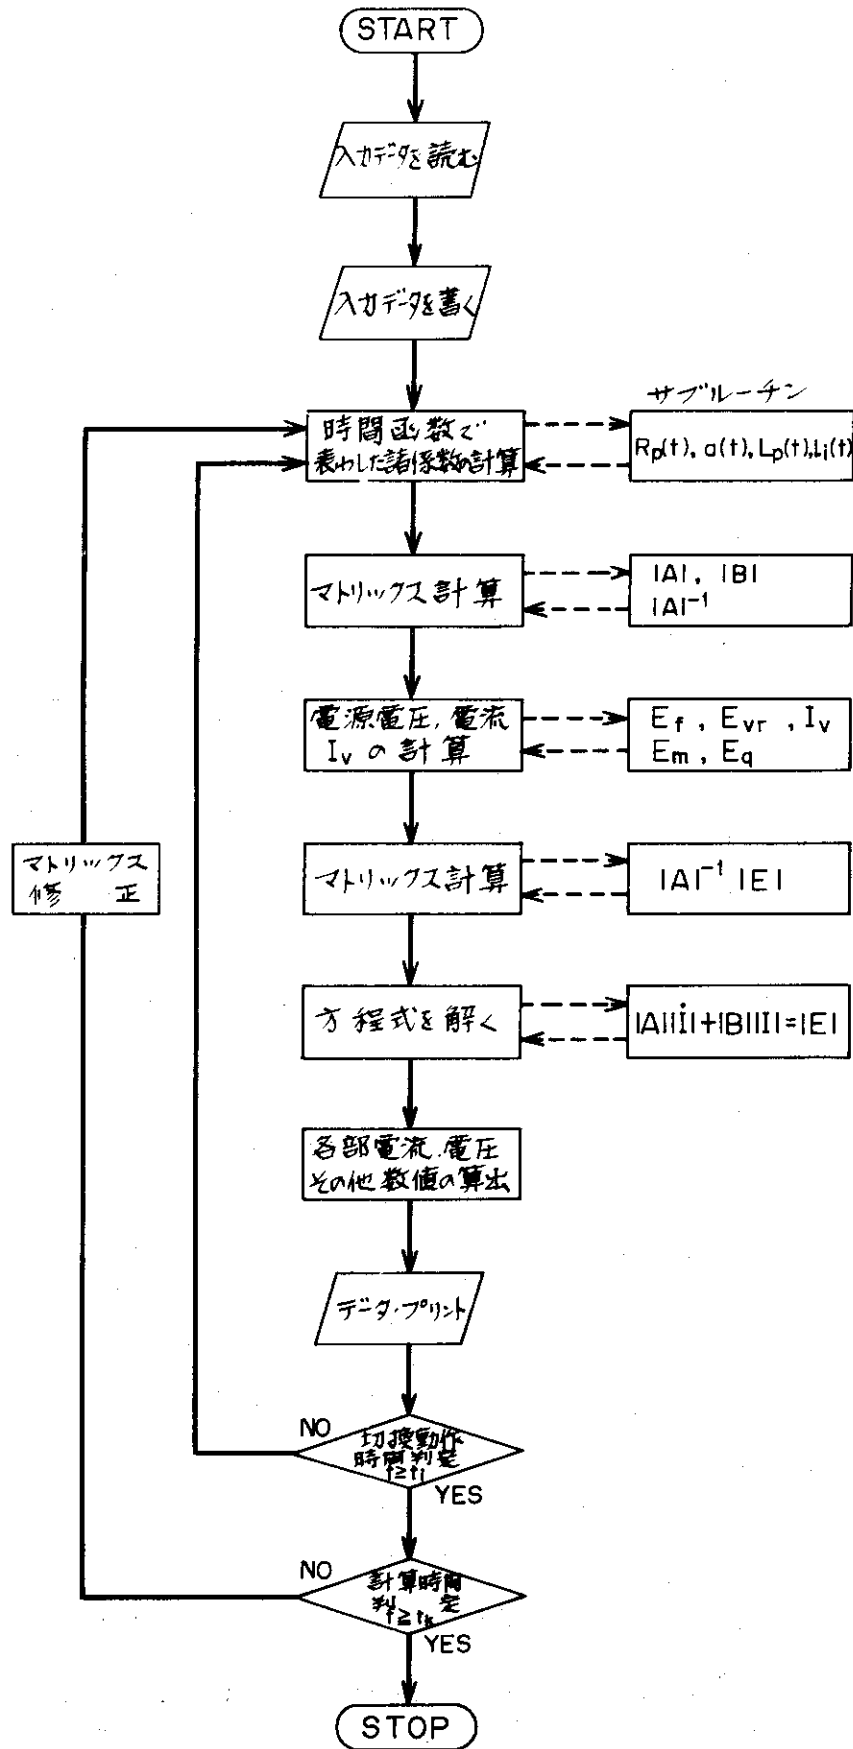 START
入力データを読む
入力データを書く
サブルーチン
時間函数で
表わした諸係数の計算
Rp(t), a(t), Lp(t), Li(t)
マトリックス計算
|A|, |B|
|A|⁻¹
電源電圧, 電流
Iv の計算
Ef , Evr , Iv
Em , Eq
マトリックス
修 正
マトリックス計算
|A|⁻¹ |E|
方程式を解く
|A||İ|+|B||I|=|E|
各部電流, 電圧
その他数値の算出
データ・プリント
NO
切換動作
時間判定
t≥ti
YES
NO
計算時間
判 定
t≥tk
YES
STOP